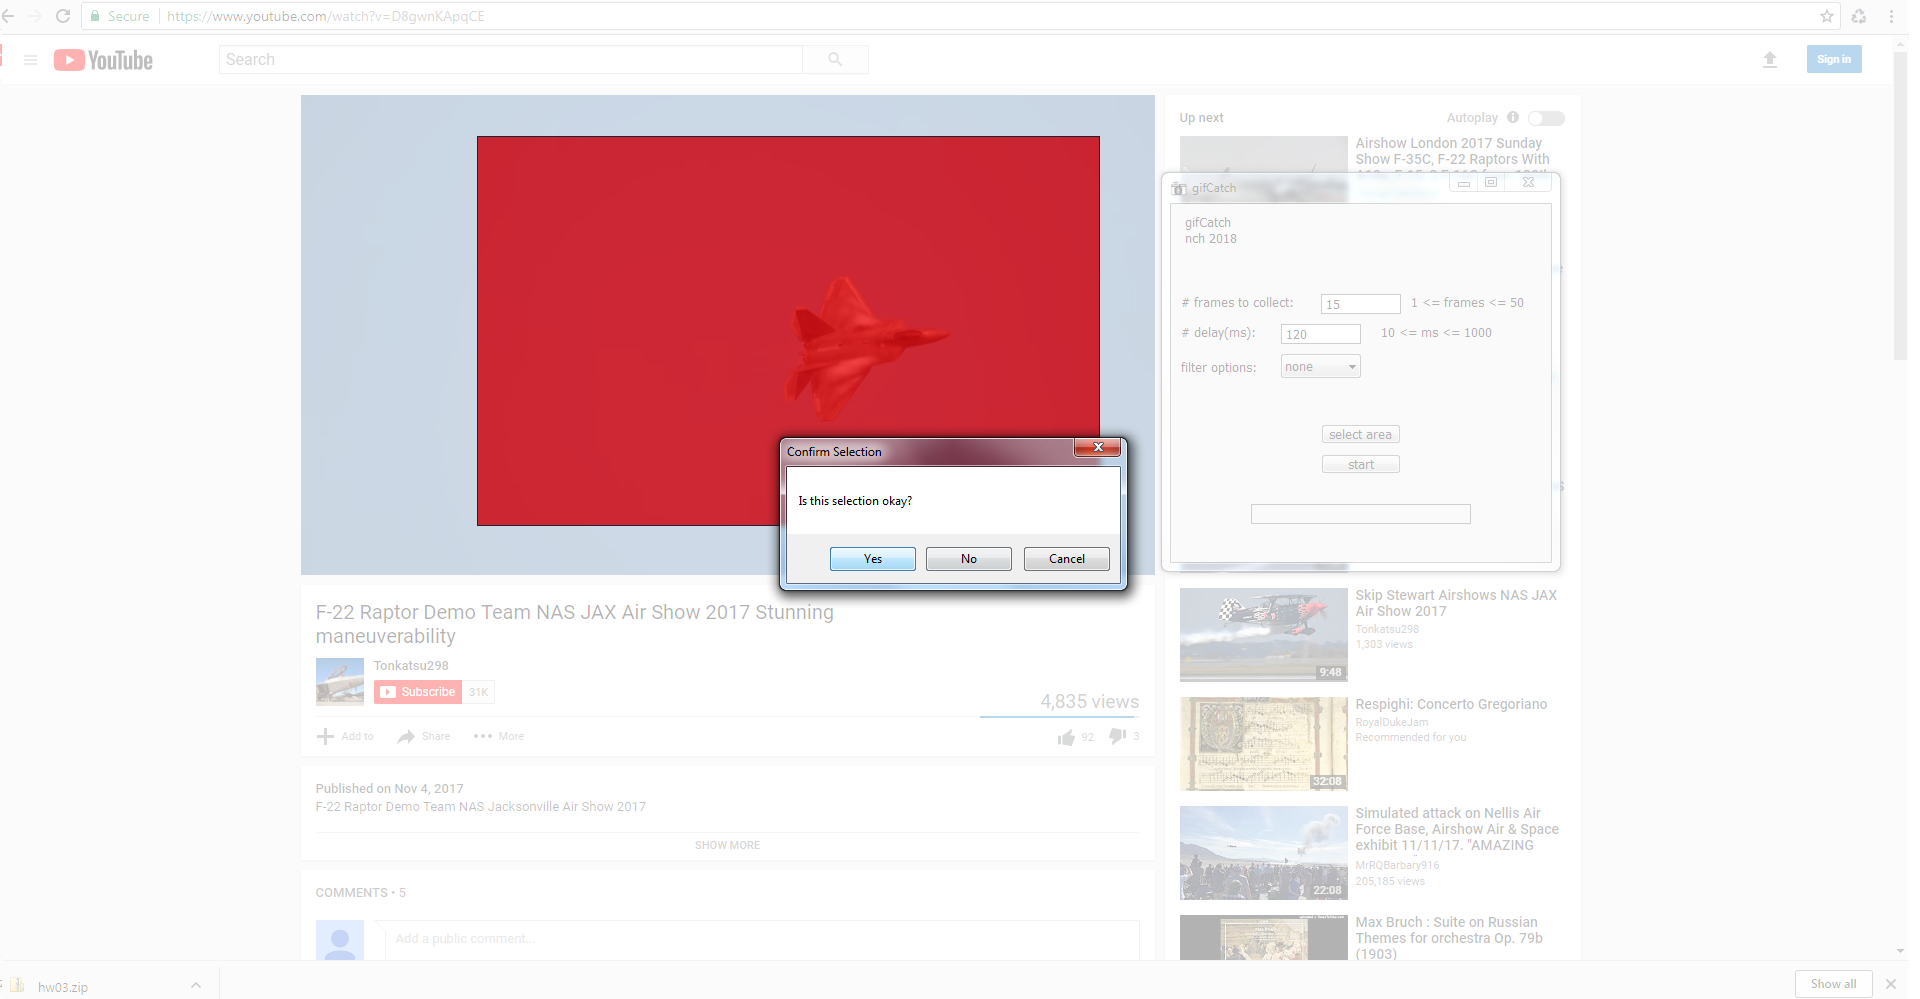 Secure https://www.youtube.com/watch?v=D8gwnKApqCE
YouTube
Search
Sign in
Up next
Autoplay
Airshow London 2017 Sunday
Show F-35C, F-22 Raptors With
gifCatch
gifCatch
nch 2018
# frames to collect: 15 1 <= frames <= 50
# delay(ms): 120 10 <= ms <= 1000
filter options: none
select area
start
Confirm Selection
Is this selection okay?
Yes No Cancel
F-22 Raptor Demo Team NAS JAX Air Show 2017 Stunning
maneuverability
Tonkatsu298
Subscribe 31K
4,835 views
Add to Share More 92 3
Published on Nov 4, 2017
F-22 Raptor Demo Team NAS Jacksonville Air Show 2017
SHOW MORE
COMMENTS • 5
Add a public comment...
Skip Stewart Airshows NAS JAX
Air Show 2017
Tonkatsu298
1,303 views
9:48
Respighi: Concerto Gregoriano
RoyalDukeJam
Recommended for you
32:08
Simulated attack on Nellis Air
Force Base, Airshow Air & Space
exhibit 11/11/17. "AMAZING
MrRQBarbary916
205,185 views
22:08
Max Bruch : Suite on Russian
Themes for orchestra Op. 79b
(1903)
hw03.zip
Show all